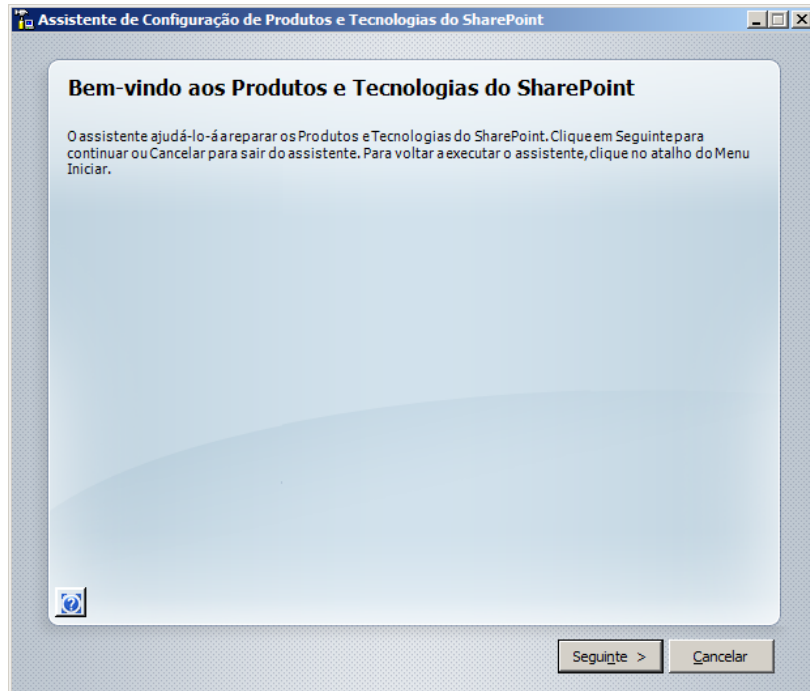 Assistente de Configuração de Produtos e Tecnologias do SharePoint
Bem-vindo aos Produtos e Tecnologias do SharePoint
O assistente ajudá-lo-á a reparar os Produtos e Tecnologias do SharePoint. Clique em Seguinte para
continuar ou Cancelar para sair do assistente. Para voltar a executar o assistente, clique no atalho do Menu
Iniciar.
Seguinte >
Cancelar